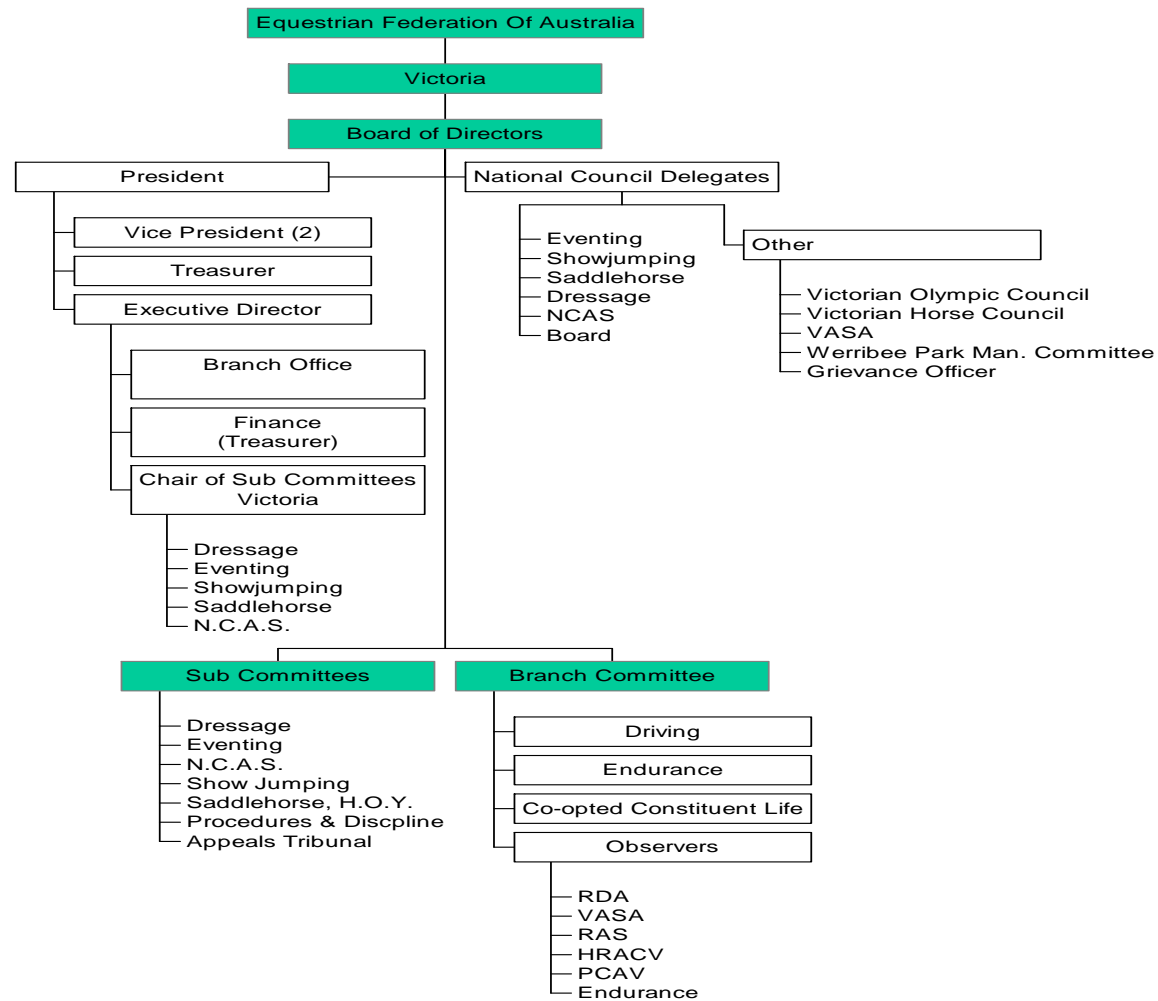 Equestrian Federation Of Australia
Victoria
Board of Directors
President
National Council Delegates
Vice President (2)
Treasurer
Executive Director
Branch Office
Finance
(Treasurer)
Chair of Sub Committees
Victoria
Dressage
Eventing
Showjumping
Saddlehorse
N.C.A.S.
Eventing
Showjumping
Saddlehorse
Dressage
NCAS
Board
Other
Victorian Olympic Council
Victorian Horse Council
VASA
Werribee Park Man. Committee
Grievance Officer
Sub Committees
Dressage
Eventing
N.C.A.S.
Show Jumping
Saddlehorse, H.O.Y.
Procedures & Discpline
Appeals Tribunal
Branch Committee
Driving
Endurance
Co-opted Constituent Life
Observers
RDA
VASA
RAS
HRACV
PCAV
Endurance